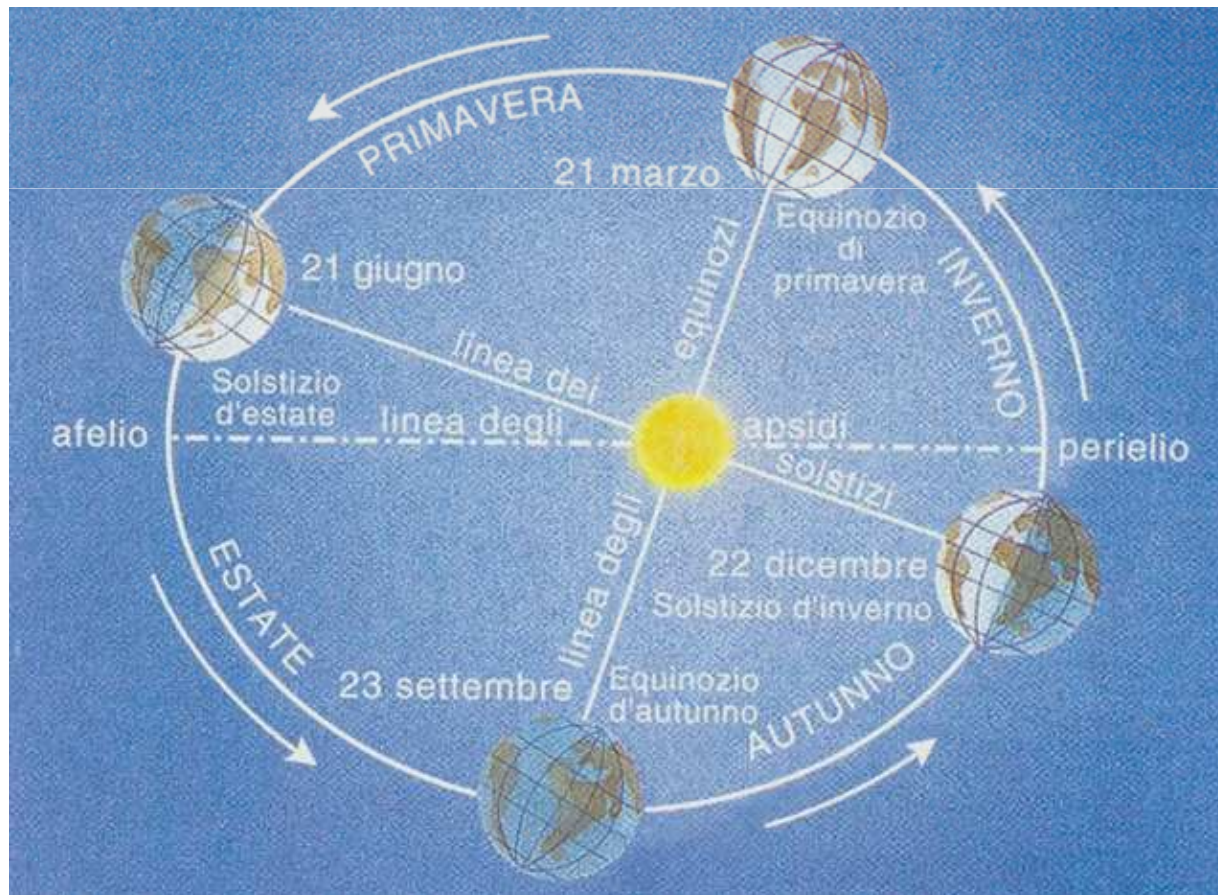 PRIMAVERA
21 marzo
Equinozio
di
primavera
INVERNO
21 giugno
Solstizio
d'estate
linea dei
solstizi
equinozi
linea degli
afelio
linea degli
apsidi
perielio
22 dicembre
Solstizio d'inverno
ESTATE
23 settembre
Equinozio
d'autunno
AUTUNNO